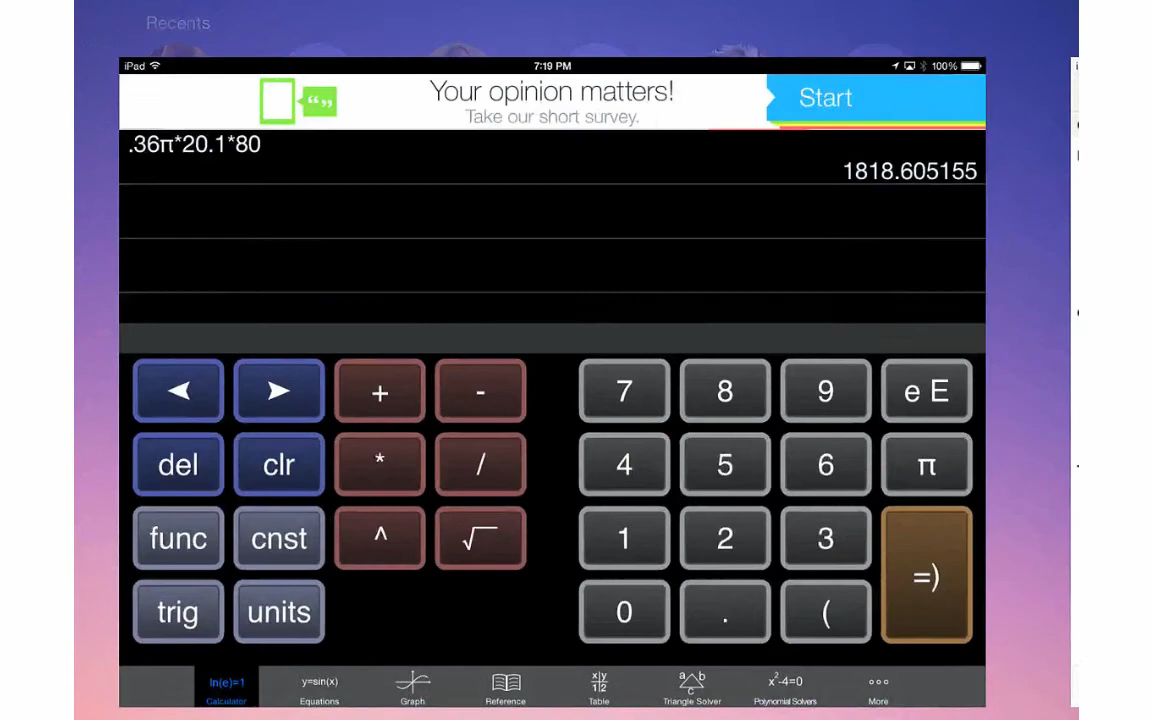 Recents
iPad 7:19 PM 100%
Your opinion matters!
Take our short survey.
Start
.36π*20.1*80
1818.605155
+ - 7 8 9 e E
del clr * / 4 5 6 π
func cnst ^ √ 1 2 3 =)
trig units 0 . (
ln(e)=1 y=sin(x) x|y 1|2 a b c x²-4=0
Calculator Equations Graph Reference Table Triangle Solver Polynomial Solvers More